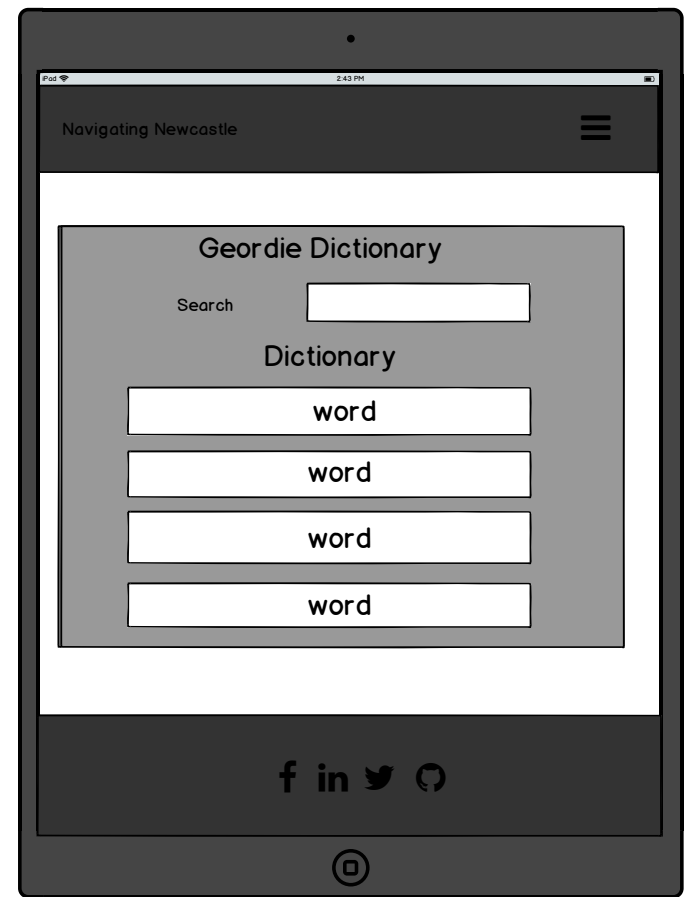 iPad 2:43 PM
Navigating Newcastle
Geordie Dictionary
Search
Dictionary
word
word
word
word